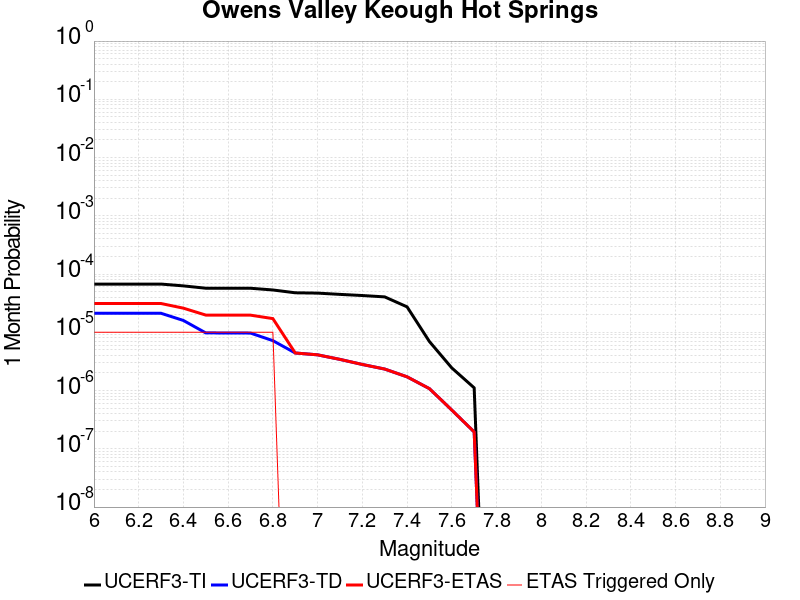 Owens Valley Keough Hot Springs
10^0
10^-1
10^-2
10^-3
10^-4
10^-5
10^-6
10^-7
10^-8
1 Month Probability
6 6.2 6.4 6.6 6.8 7 7.2 7.4 7.6 7.8 8 8.2 8.4 8.6 8.8 9
Magnitude
UCERF3-TI UCERF3-TD UCERF3-ETAS ETAS Triggered Only